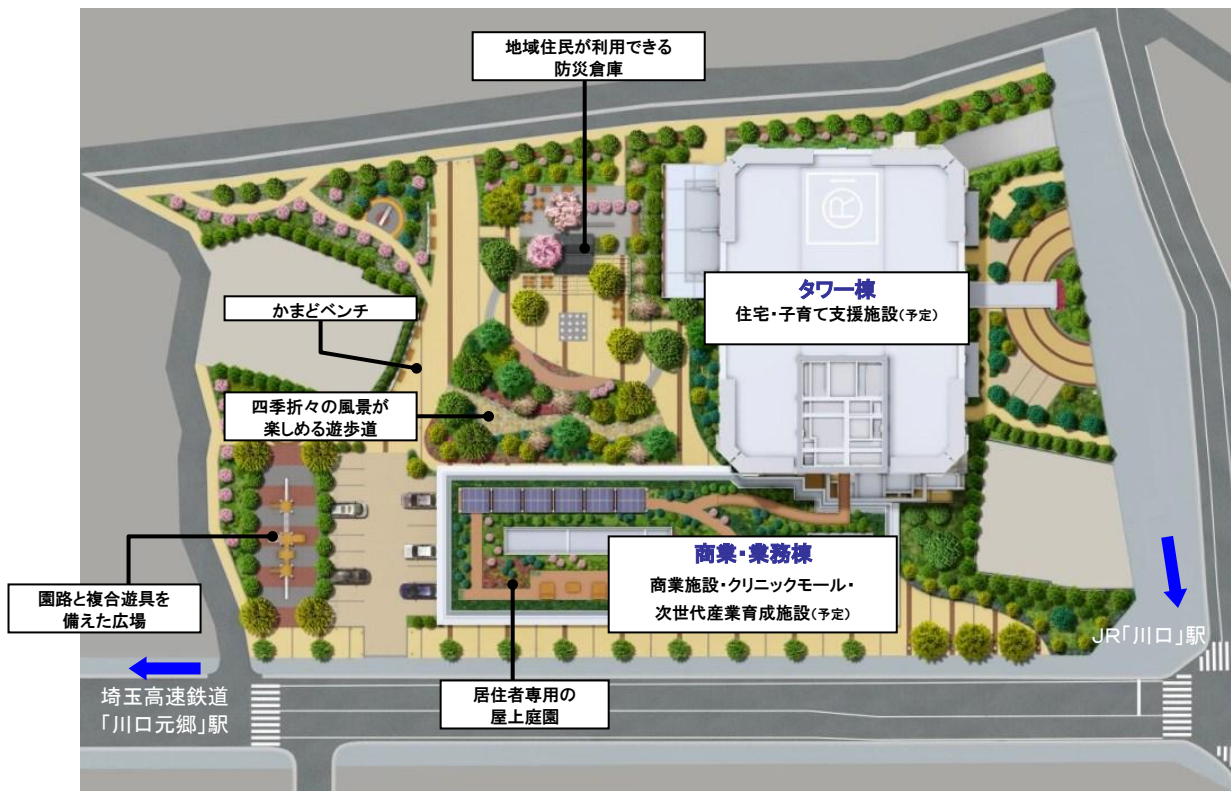 地域住民が利用できる
防災倉庫
R
タワー棟
住宅・子育て支援施設(予定)
かまどベンチ
四季折々の風景が
楽しめる遊歩道
商業・業務棟
商業施設・クリニックモール・
次世代産業育成施設(予定)
園路と複合遊具を
備えた広場
JR「川口」駅
埼玉高速鉄道
「川口元郷」駅
居住者専用の
屋上庭園